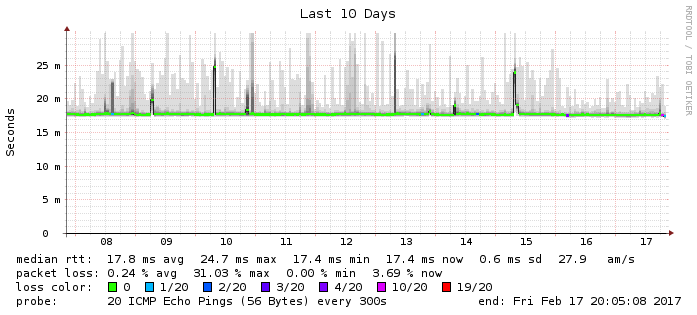 Last 10 Days
RRDTOOL / TOBI OETIKER
Seconds
25 m
20 m
15 m
10 m
5 m
0
08 09 10 11 12 13 14 15 16 17
median rtt: 17.8 ms avg 24.7 ms max 17.4 ms min 17.4 ms now 0.6 ms sd 27.9 am/s
packet loss: 0.24 % avg 31.03 % max 0.00 % min 3.69 % now
loss color: 0 1/20 2/20 3/20 4/20 10/20 19/20
probe: 20 ICMP Echo Pings (56 Bytes) every 300s end: Fri Feb 17 20:05:08 2017